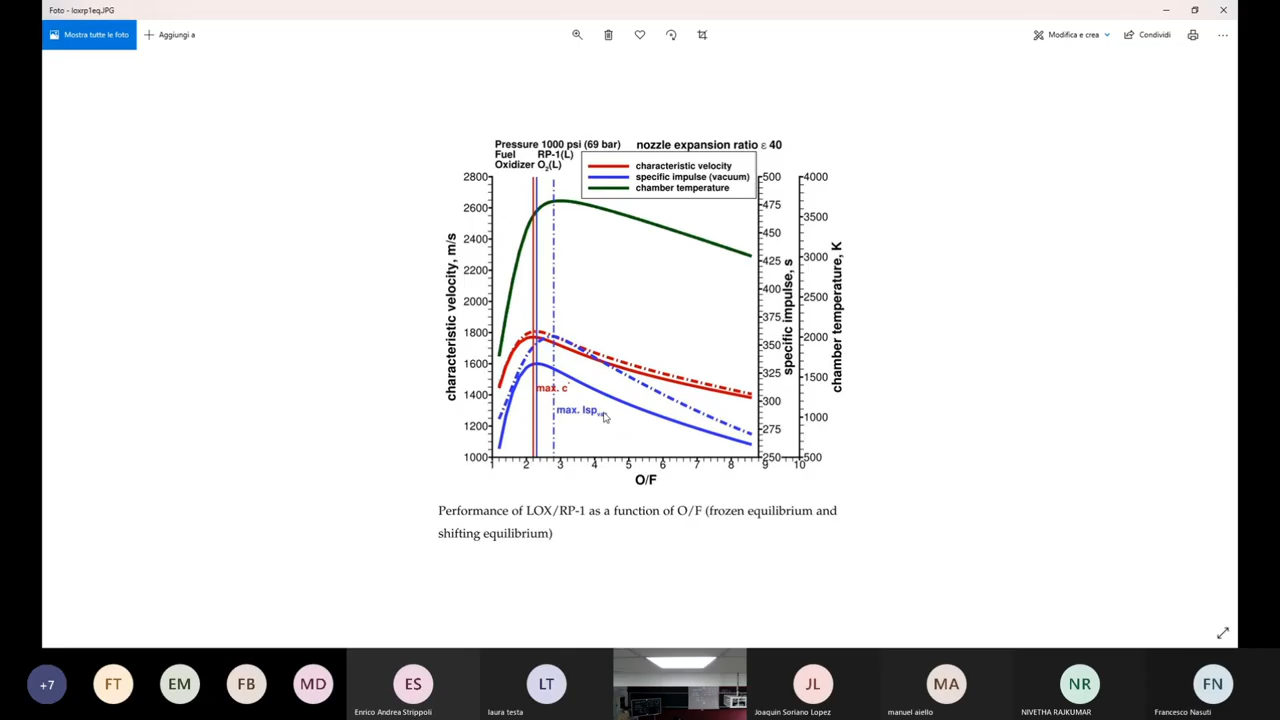 Foto - loxrp1eq.JPG
Mostra tutte le foto
Aggiungi a
Modifica e crea
Condividi
Pressure 1000 psi (69 bar)
nozzle expansion ratio ε 40
Fuel RP-1(L)
Oxidizer O2(L)
characteristic velocity
specific impulse (vacuum)
chamber temperature
2800
2600
2400
2200
2000
1800
1600
1400
1200
1000
characteristic velocity, m/s
500
475
450
425
400
375
350
325
300
275
250
specific impulse, s
4000
3500
3000
2500
2000
1500
1000
500
chamber temperature, K
max. c*
max. Isp
1 2 3 4 5 6 7 8 9 10
O/F
Performance of LOX/RP-1 as a function of O/F (frozen equilibrium and
shifting equilibrium)
+7
FT
EM
FB
MD
ES
LT
JL
MA
NR
FN
Enrico Andrea Strippoli
laura testa
Joaquin Soriano Lopez
manuel aiello
NIVETHA RAJKUMAR
Francesco Nasuti